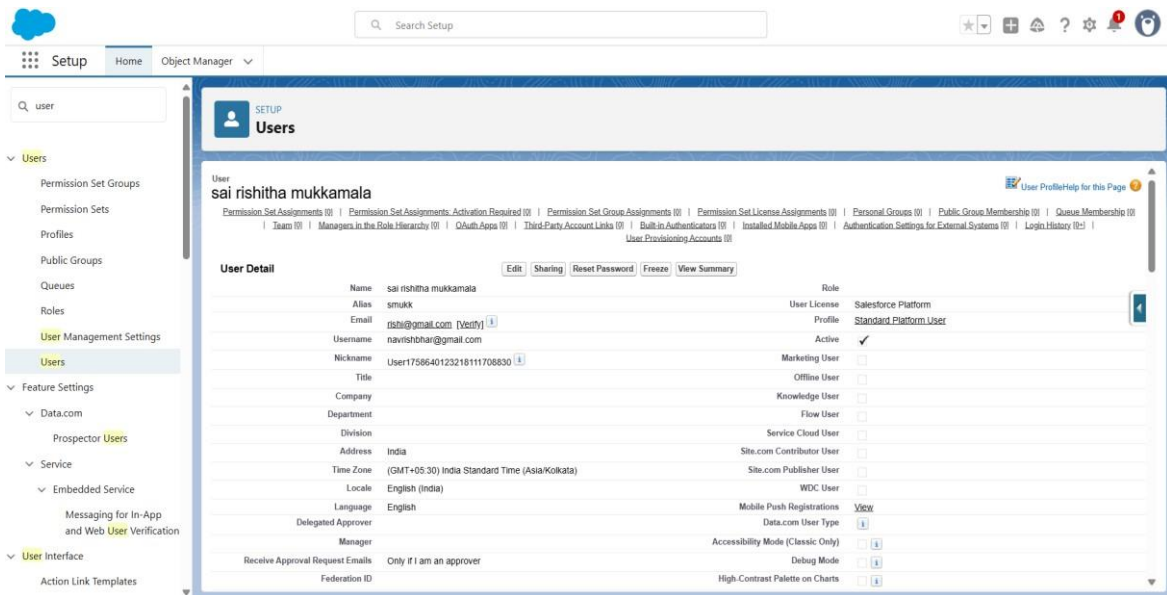 Search Setup
1
Setup
Home
Object Manager
user
SETUP
Users
Users
Permission Set Groups
Permission Sets
Profiles
Public Groups
Queues
Roles
User Management Settings
Users
Feature Settings
Data.com
Prospector Users
Service
Embedded Service
Messaging for In-App
and Web User Verification
User Interface
Action Link Templates
User
sai rishitha mukkamala
User ProfileHelp for this Page ?
Permission Set Assignments [0] | Permission Set Assignments: Activation Required [0] | Permission Set Group Assignments [0] | Permission Set License Assignments [0] | Personal Groups [0] | Public Group Membership [0] | Queue Membership [0]
| Team [0] | Managers in the Role Hierarchy [0] | OAuth Apps [0] | Third-Party Account Links [0] | Built-in Authenticators [0] | Installed Mobile Apps [0] | Authentication Settings for External Systems [0] | Login History [0+] |
User Provisioning Accounts [0]
User Detail Edit Sharing Reset Password Freeze View Summary
Name sai rishitha mukkamala Role
Alias smukk User License Salesforce Platform
Email rishi@gmail.com [Verify] i Profile Standard Platform User
Username navrishbhar@gmail.com Active ✓
Nickname User17586401232181117088​30 i Marketing User
Title Offline User
Company Knowledge User
Department Flow User
Division Service Cloud User
Address India Site.com Contributor User
Time Zone (GMT+05:30) India Standard Time (Asia/Kolkata) Site.com Publisher User
Locale English (India) WDC User
Language English Mobile Push Registrations View
Delegated Approver Data.com User Type i
Manager Accessibility Mode (Classic Only) i
Receive Approval Request Emails Only if I am an approver Debug Mode i
Federation ID High-Contrast Palette on Charts i